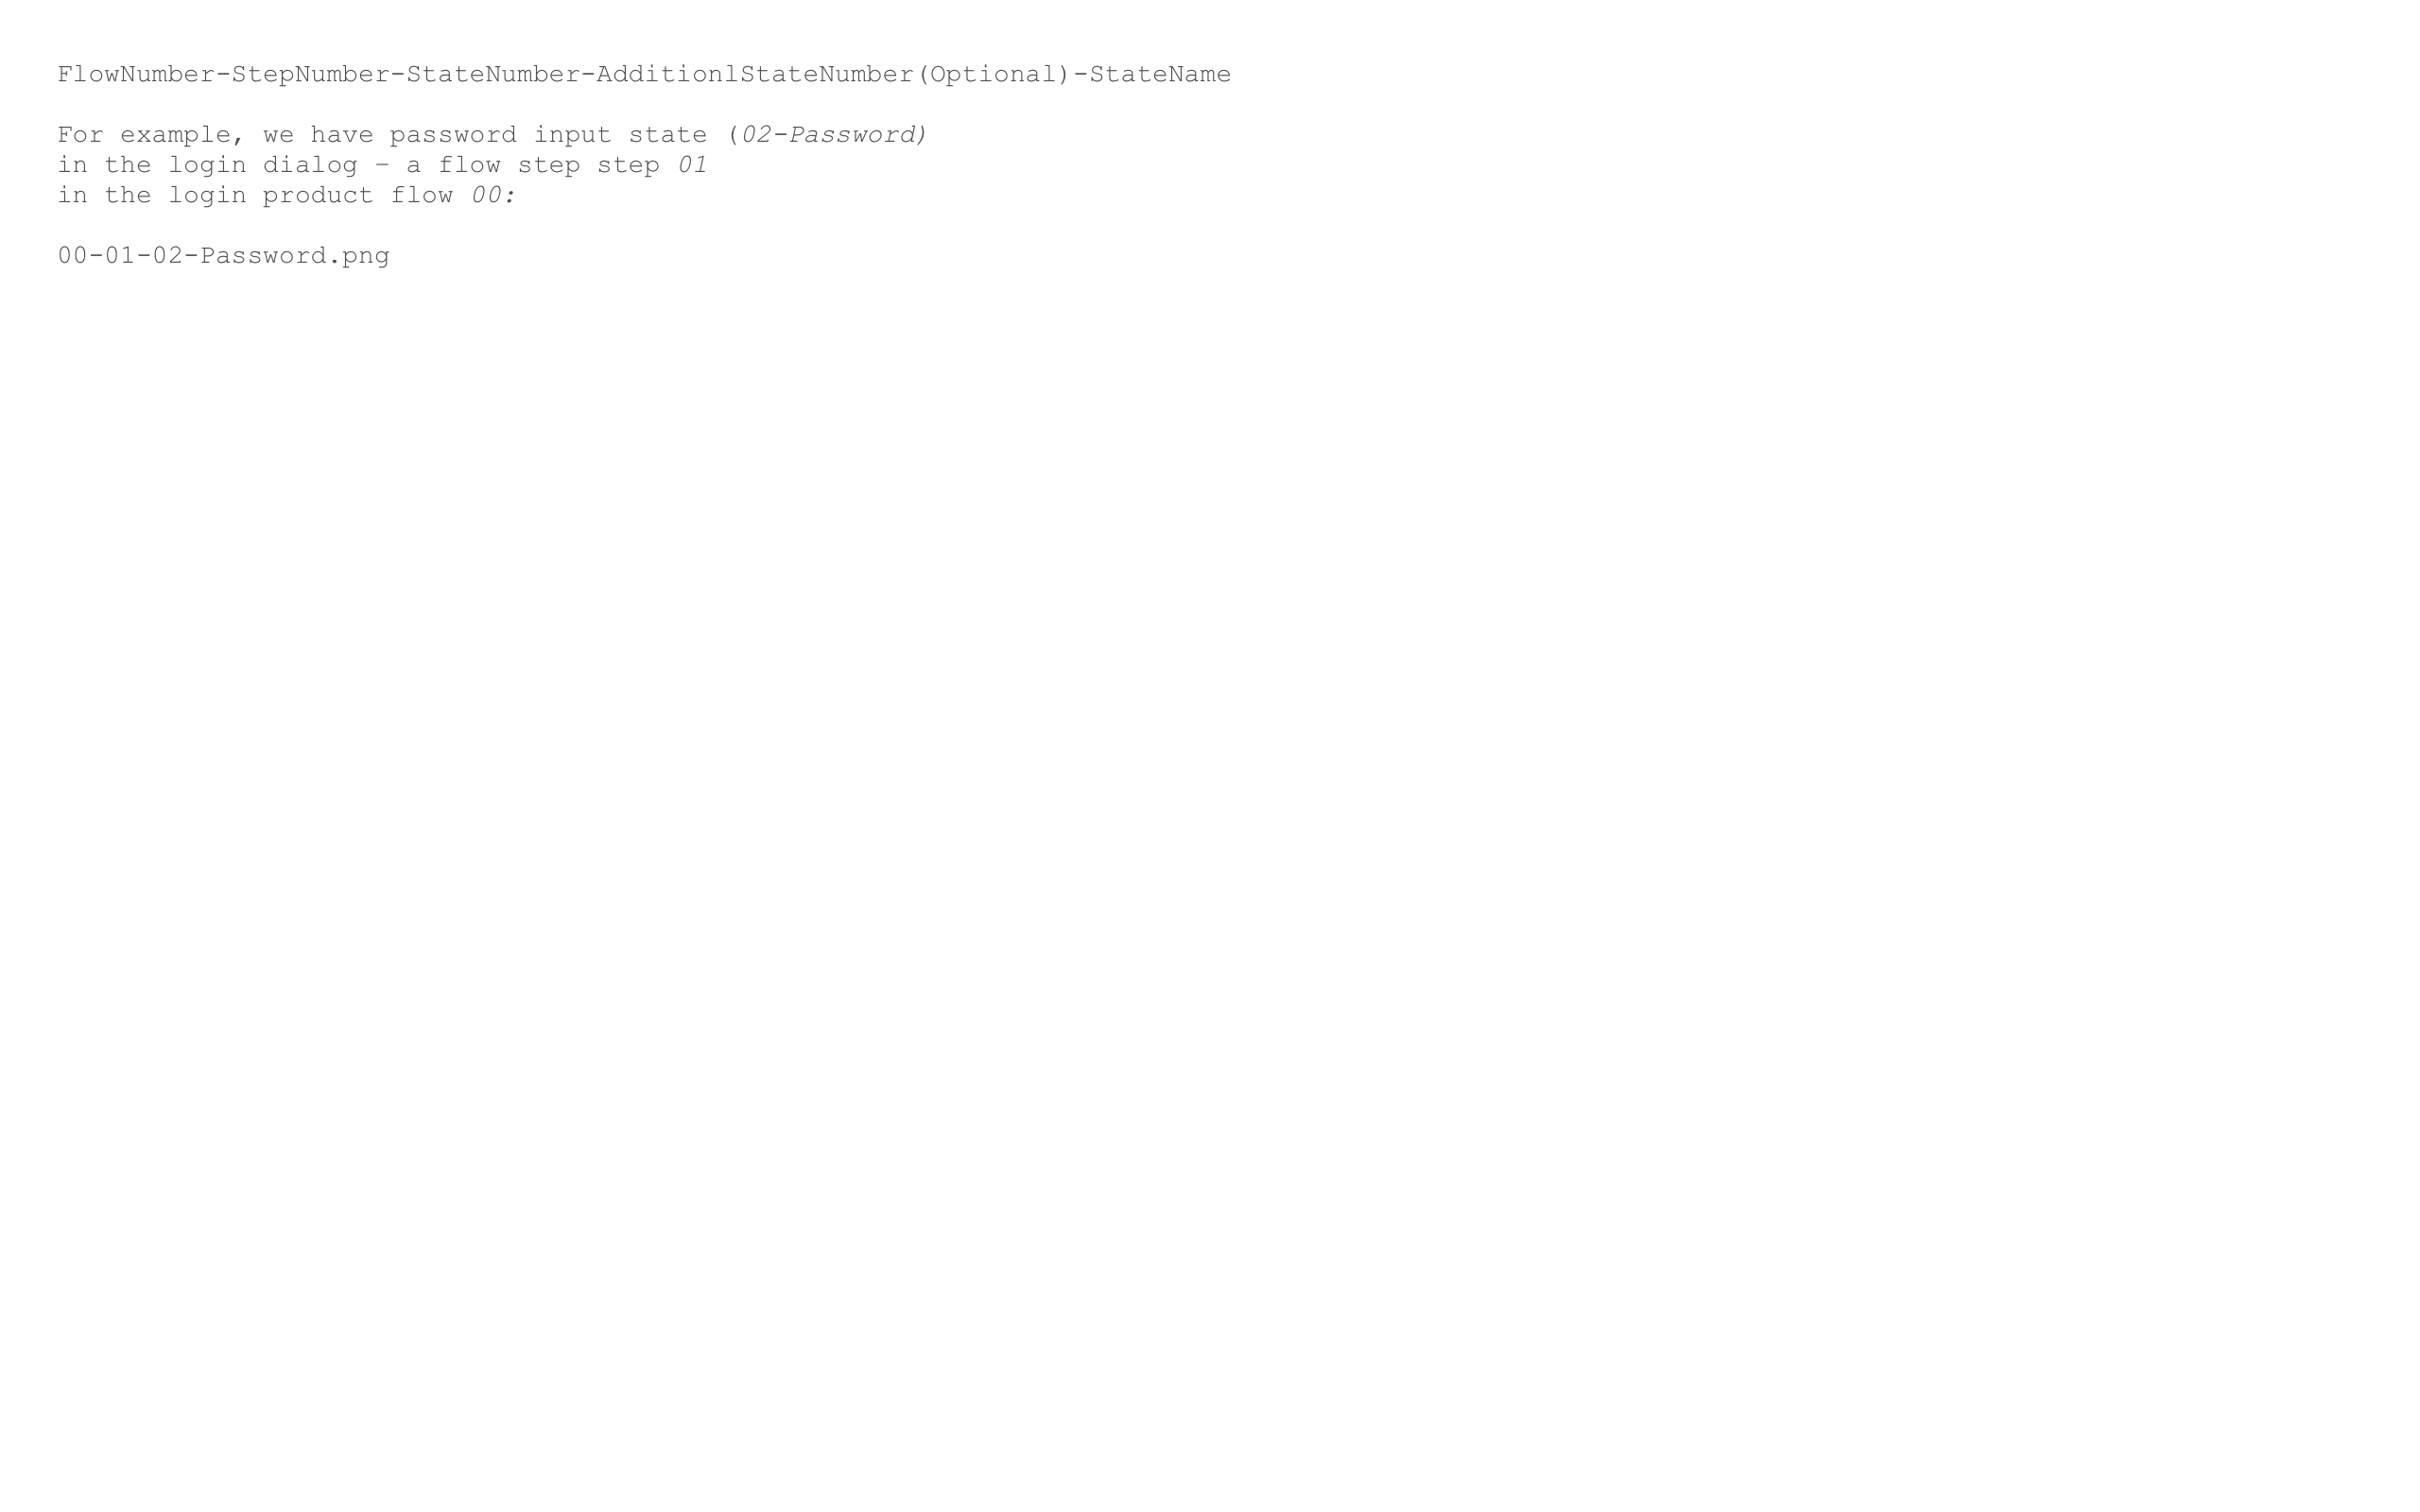 FlowNumber-StepNumber-StateNumber-AdditionlStateNumber(Optional)-StateName
For example, we have password input state (02-Password)
in the login dialog – a flow step step 01
in the login product flow 00:
00-01-02-Password.png